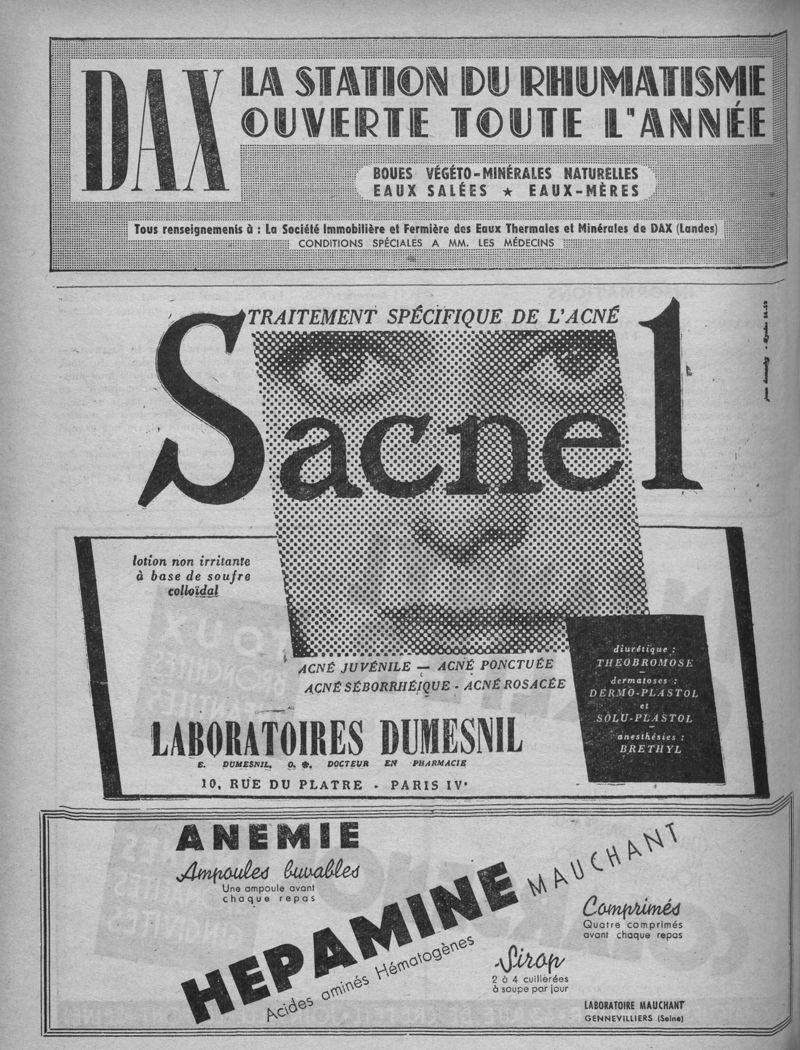 DAX
LA STATION DU RHUMATISME
OUVERTE TOUTE L'ANNÉE
BOUES VÉGÉTO-MINÉRALES NATURELLES
EAUX SALÉES ★ EAUX-MÈRES
Tous renseignements à : La Société Immobilière et Fermière des Eaux Thermales et Minérales de DAX (Landes)
CONDITIONS SPÉCIALES A MM. LES MÉDECINS
TRAITEMENT SPÉCIFIQUE DE L'ACNÉ
Sacnel
lotion non irritante
à base de soufre
colloïdal
ACNÉ JUVÉNILE — ACNÉ PONCTUÉE
ACNÉ SÉBORRHÉIQUE - ACNÉ ROSACÉE
LABORATOIRES DUMESNIL
E. DUMESNIL, O. ✻, DOCTEUR EN PHARMACIE
10, RUE DU PLATRE - PARIS IVᵉ
diurétique :
THEOBROMOSE
dermatoses :
DERMO-PLASTOL
et
SOLU-PLASTOL
anesthésies :
BRETHYL
ANEMIE
Ampoules buvables
Une ampoule avant
chaque repas
HEPAMINE MAUCHANT
Acides aminés Hématogènes
Sirop
2 à 4 cuillerées
à soupe par jour
Comprimés
Quatre comprimés
avant chaque repas
LABORATOIRE MAUCHANT
GENNEVILLIERS (Seine)